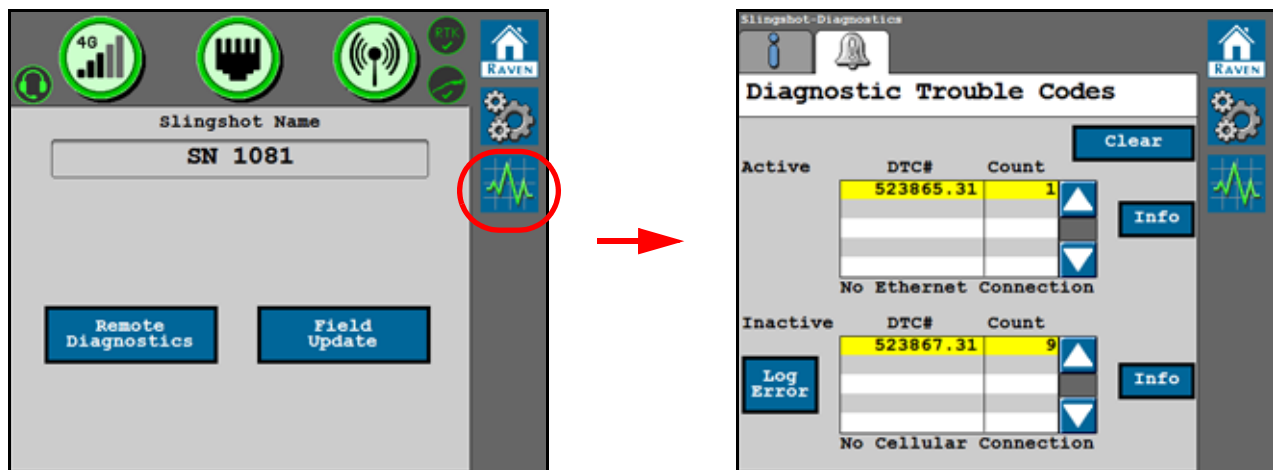 4G
RTK
RAVEN
Slingshot Name
SN 1081
Remote
Diagnostics
Field
Update
Slingshot-Diagnostics
i
RAVEN
Diagnostic Trouble Codes
Clear
Active DTC# Count
523865.31 1
Info
No Ethernet Connection
Inactive DTC# Count
523867.31 9
Log
Error
Info
No Cellular Connection